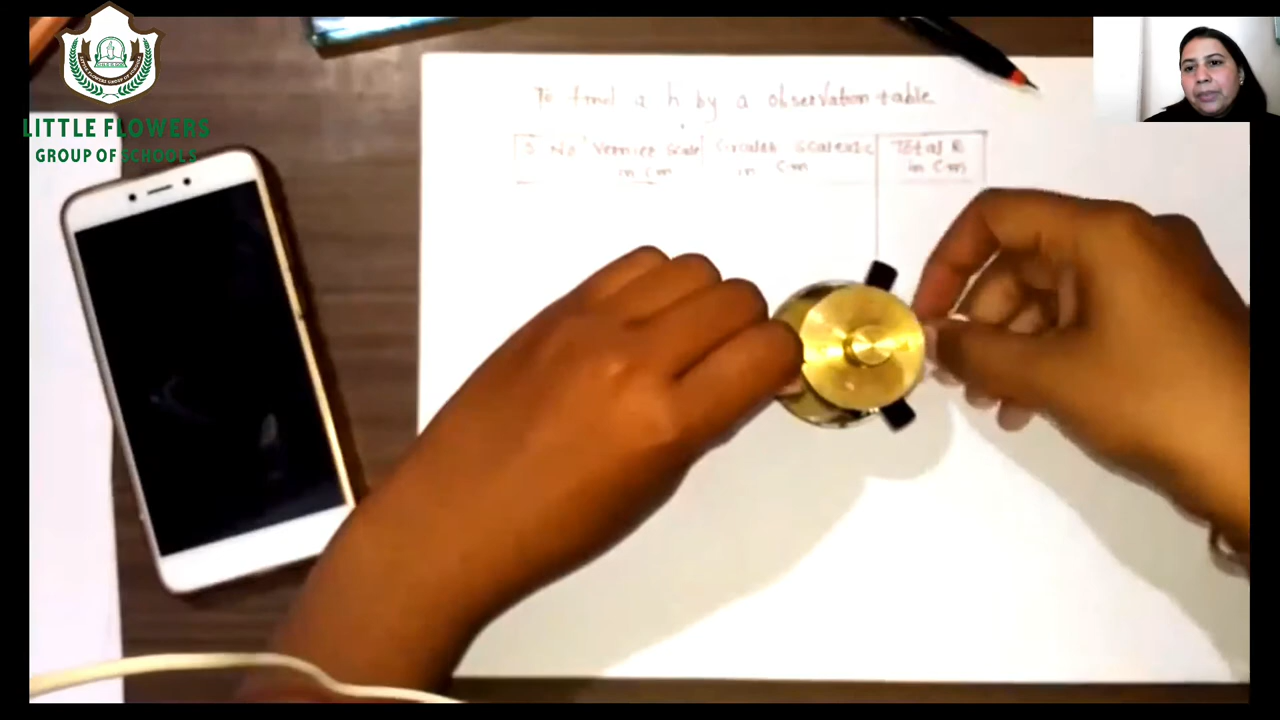 LITTLE FLOWERS
GROUP OF SCHOOLS
To find a h by a observation table
S. No Vernier Scale Circular scale Total R
in Cm in Cm in Cm